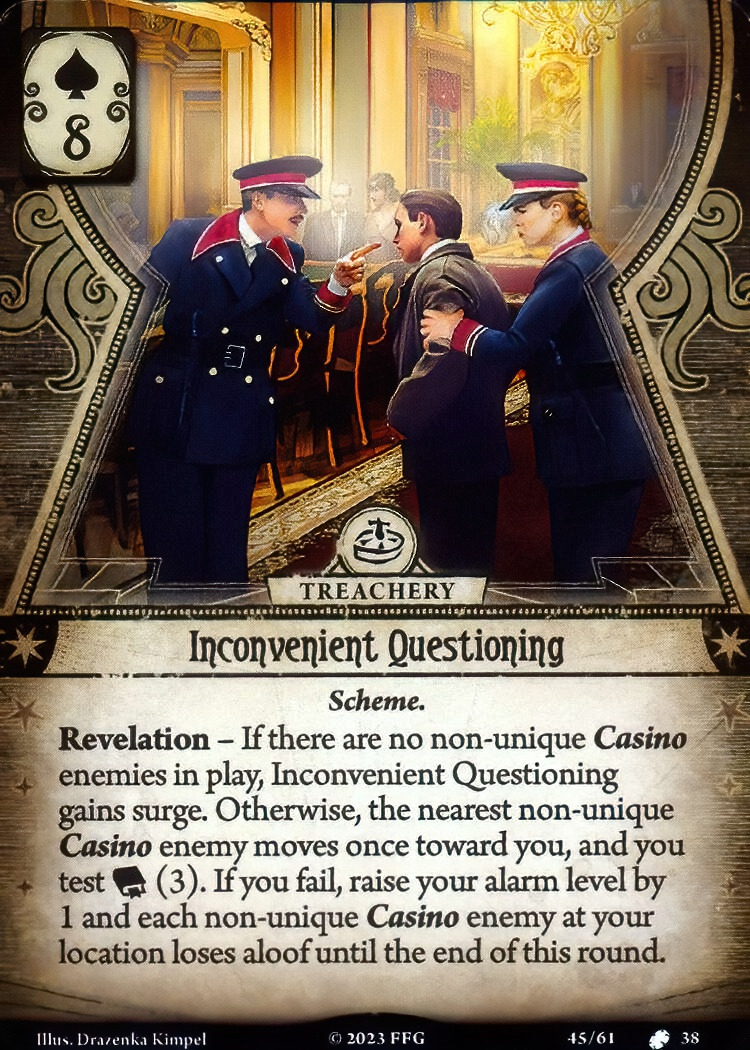 8
TREACHERY
Inconvenient Questioning
Scheme.
Revelation – If there are no non-unique Casino
enemies in play, Inconvenient Questioning
gains surge. Otherwise, the nearest non-unique
Casino enemy moves once toward you, and you
test (3). If you fail, raise your alarm level by
1 and each non-unique Casino enemy at your
location loses aloof until the end of this round.
Illus. Drazenka Kimpel © 2023 FFG 45/61 38